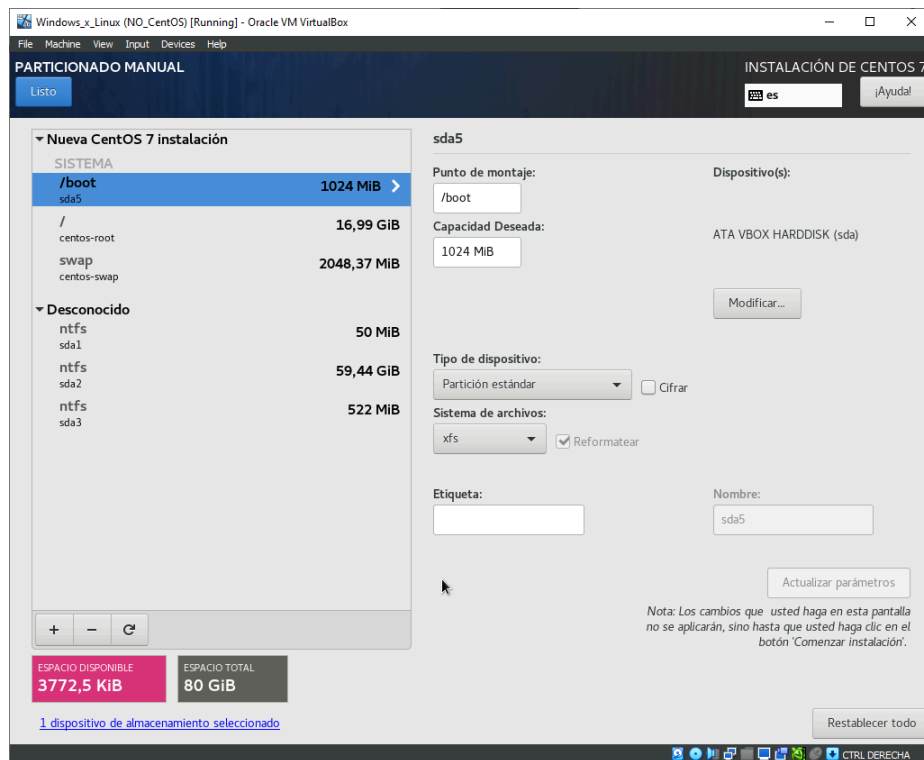 Windows_x_Linux (NO_CentOS) [Running] - Oracle VM VirtualBox
File Machine View Input Devices Help
PARTICIONADO MANUAL
INSTALACIÓN DE CENTOS 7
Listo
es
¡Ayuda!
Nueva CentOS 7 instalación
SISTEMA
/boot
1024 MiB
sda5
/
16,99 GiB
centos-root
swap
2048,37 MiB
centos-swap
Desconocido
ntfs
50 MiB
sda1
ntfs
59,44 GiB
sda2
ntfs
522 MiB
sda3
+ −
ESPACIO DISPONIBLE
3772,5 KiB
ESPACIO TOTAL
80 GiB
1 dispositivo de almacenamiento seleccionado
sda5
Punto de montaje:
/boot
Capacidad Deseada:
1024 MiB
Dispositivo(s):
ATA VBOX HARDDISK (sda)
Modificar...
Tipo de dispositivo:
Partición estándar
Cifrar
Sistema de archivos:
xfs
Reformatear
Etiqueta:
Nombre:
sda5
Actualizar parámetros
Nota: Los cambios que usted haga en esta pantalla
no se aplicarán, sino hasta que usted haga clic en el
botón 'Comenzar instalación'.
Restablecer todo
CTRL DERECHA